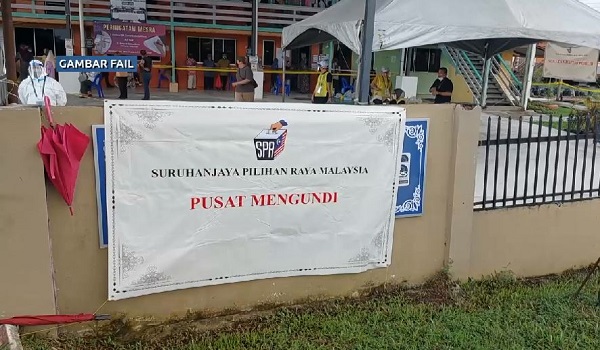 GAMBAR FAIL
SPR
SURUHANJAYA PILIHAN RAYA MALAYSIA
PUSAT MENGUNDI